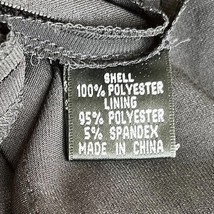 SHELL
100% POLYESTER
LINING
95% POLYESTER
5% SPANDEX
MADE IN CHINA